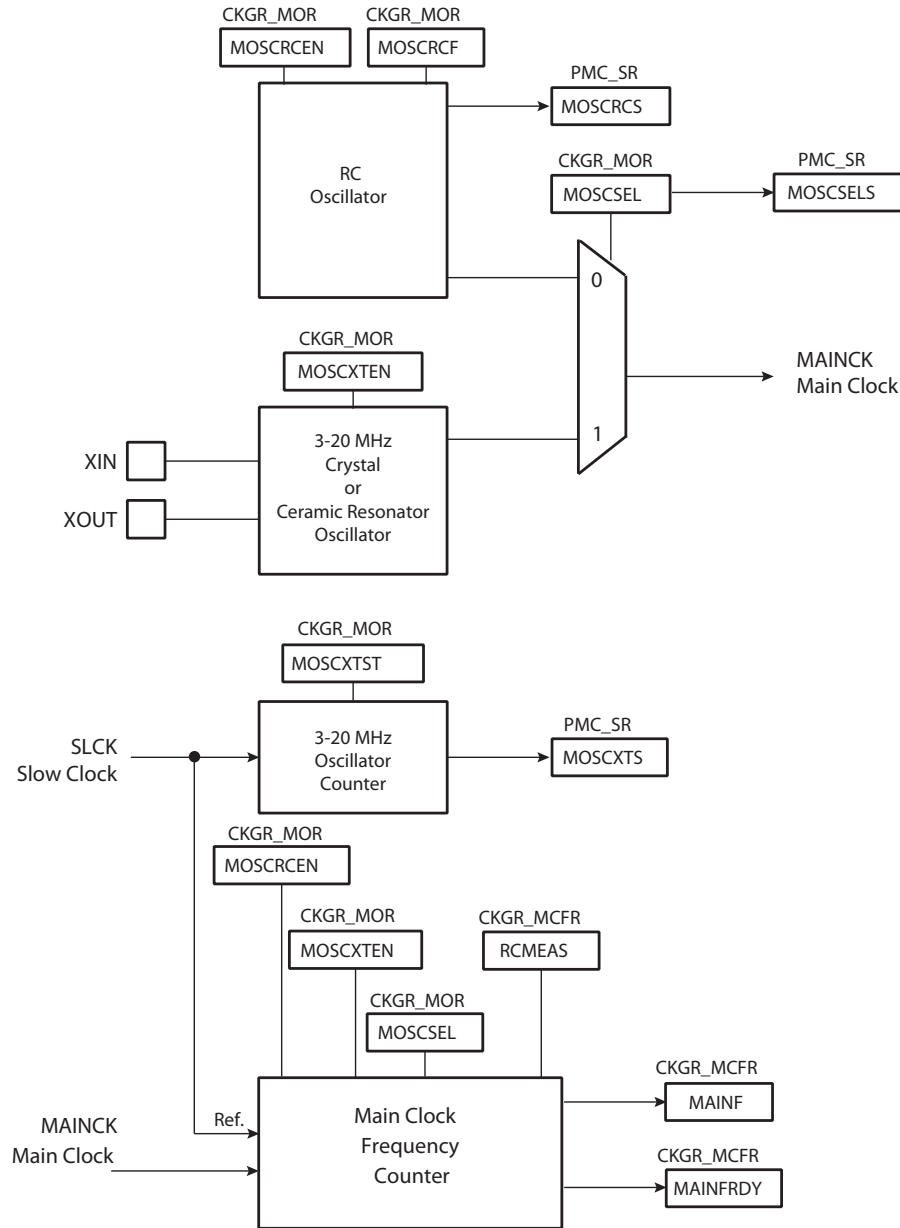 CKGR_MOR
CKGR_MOR
MOSCRCEN
MOSCRCF
PMC_SR
MOSCRCS
RC
Oscillator
CKGR_MOR
MOSCSEL
PMC_SR
MOSCSELS
0
1
MAINCK
Main Clock
CKGR_MOR
MOSCXTEN
3-20 MHz
Crystal
or
Ceramic Resonator
Oscillator
XIN
XOUT
CKGR_MOR
MOSCXTST
3-20 MHz
Oscillator
Counter
SLCK
Slow Clock
PMC_SR
MOSCXTS
CKGR_MOR
MOSCRCEN
CKGR_MOR
MOSCXTEN
CKGR_MCFR
RCMEAS
CKGR_MOR
MOSCSEL
Main Clock
Frequency
Counter
Ref.
MAINCK
Main Clock
CKGR_MCFR
MAINF
CKGR_MCFR
MAINFRDY